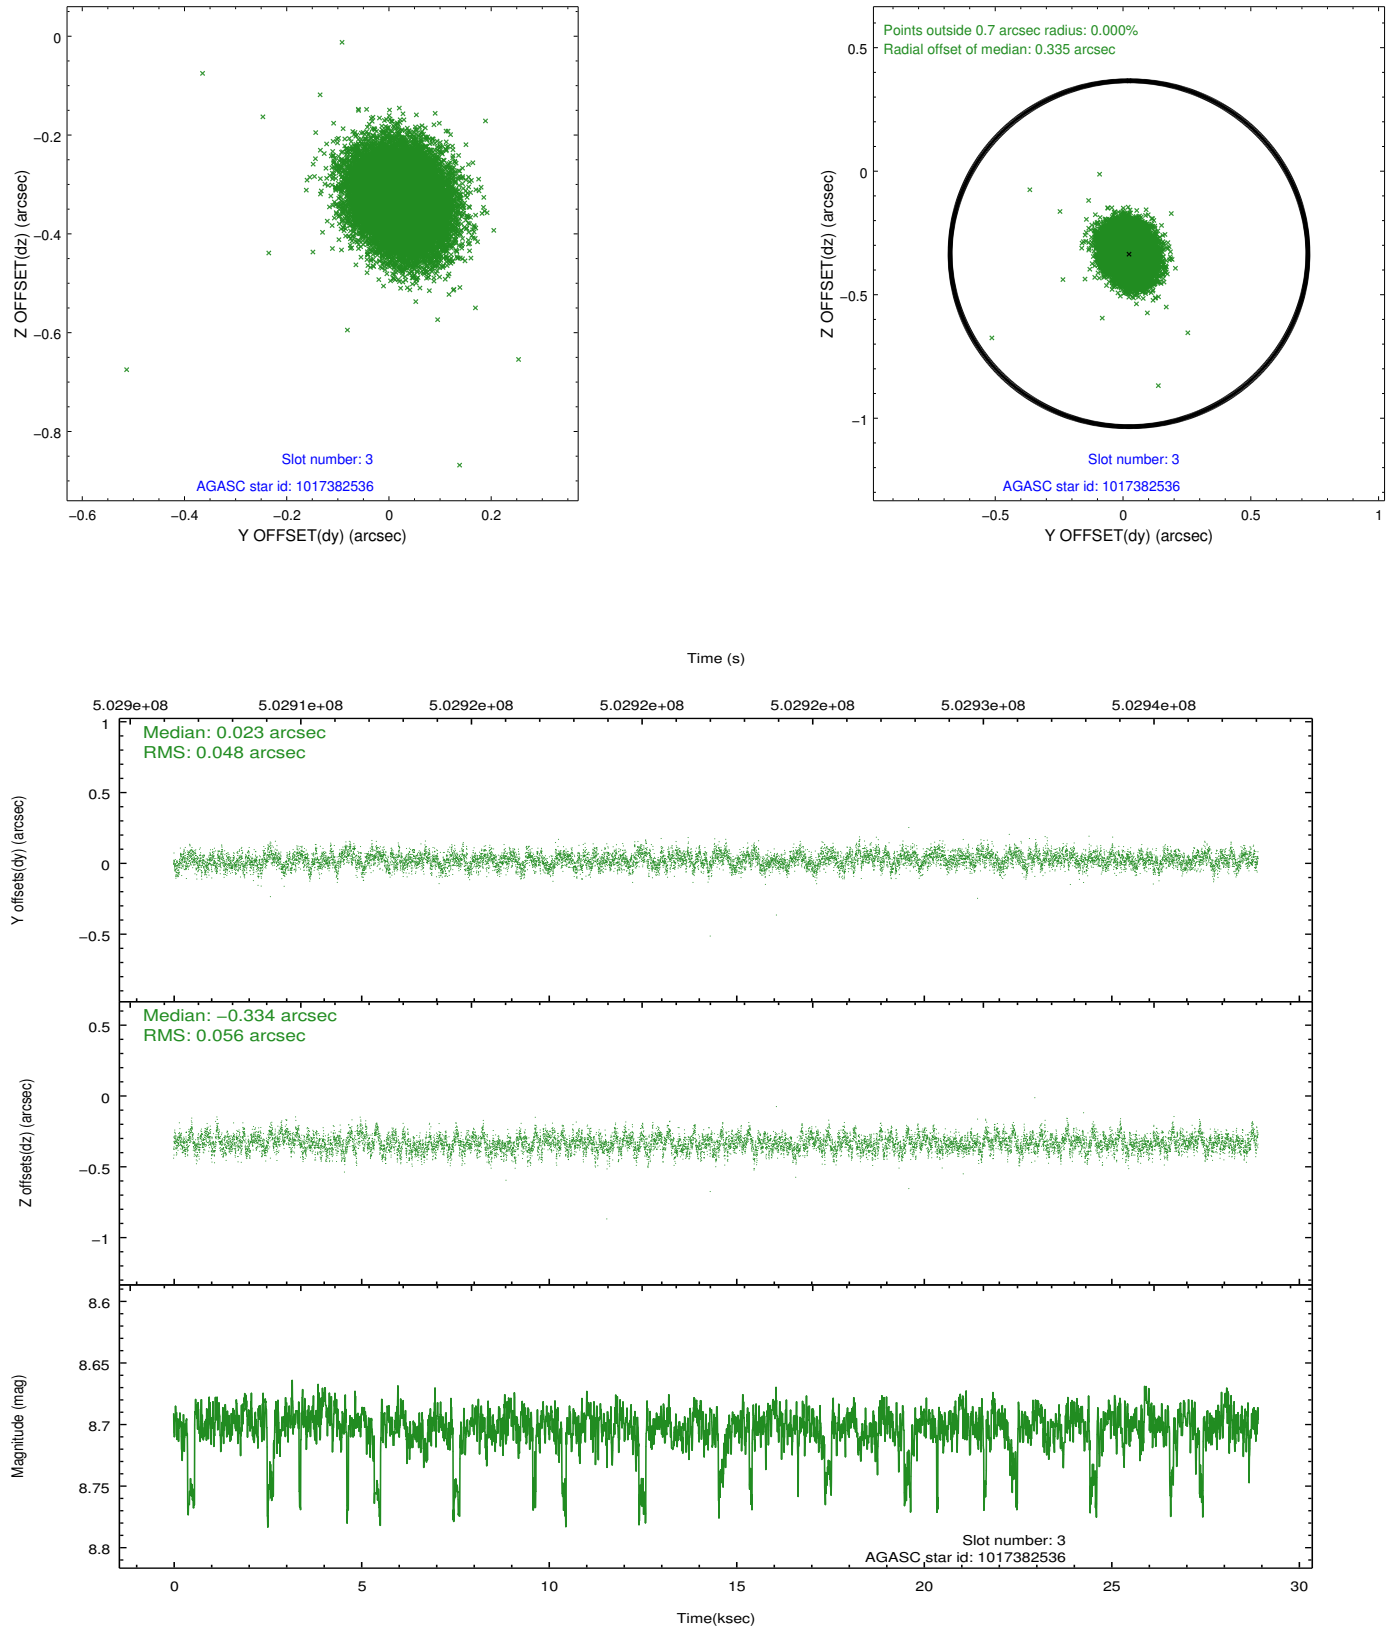 0
−0.2
−0.4
−0.6
−0.8
Z OFFSET(dz) (arcsec)
Slot number: 3
AGASC star id: 1017382536
−0.6
−0.4
−0.2
0
0.2
Y OFFSET(dy) (arcsec)
Points outside 0.7 arcsec radius: 0.000%
Radial offset of median: 0.335 arcsec
0.5
0
−0.5
−1
Z OFFSET(dz) (arcsec)
Slot number: 3
AGASC star id: 1017382536
−0.5
0
0.5
1
Y OFFSET(dy) (arcsec)
Time (s)
5.029e+08
5.0291e+08
5.0292e+08
5.0292e+08
5.0292e+08
5.0293e+08
5.0294e+08
Median: 0.023 arcsec
RMS: 0.048 arcsec
1
0.5
0
−0.5
Y offsets(dy) (arcsec)
Median: −0.334 arcsec
RMS: 0.056 arcsec
0.5
0
−0.5
−1
Z offsets(dz) (arcsec)
8.6
8.65
8.7
8.75
8.8
Magnitude (mag)
Slot number: 3
AGASC star id: 1017382536
0
5
10
15
20
25
30
Time(ksec)